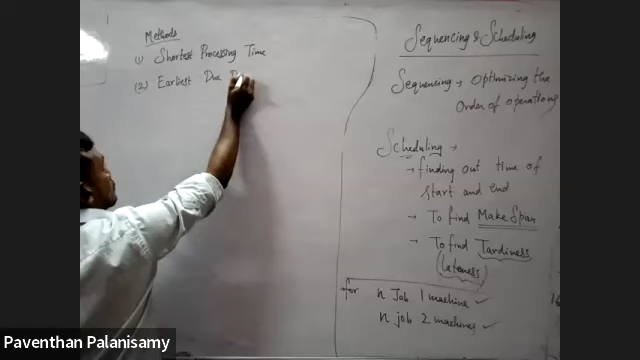 Methods
(1) Shortest Processing Time
(2) Earliest Due
Sequencing & Scheduling
Sequencing → Optimizing the
Order of operations
Scheduling →
→ finding out time of
start and end
→ To find Make Span
→ To find Tardiness
(lateness)
→ for n Job 1 machine ✓
n job 2 machines ✓
Paventhan Palanisamy